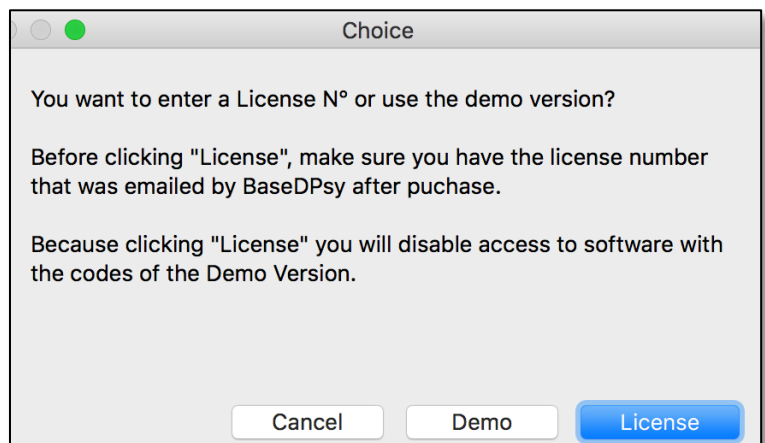 Choice
You want to enter a License N° or use the demo version?
Before clicking "License", make sure you have the license number
that was emailed by BaseDPsy after puchase.
Because clicking "License" you will disable access to software with
the codes of the Demo Version.
Cancel Demo License